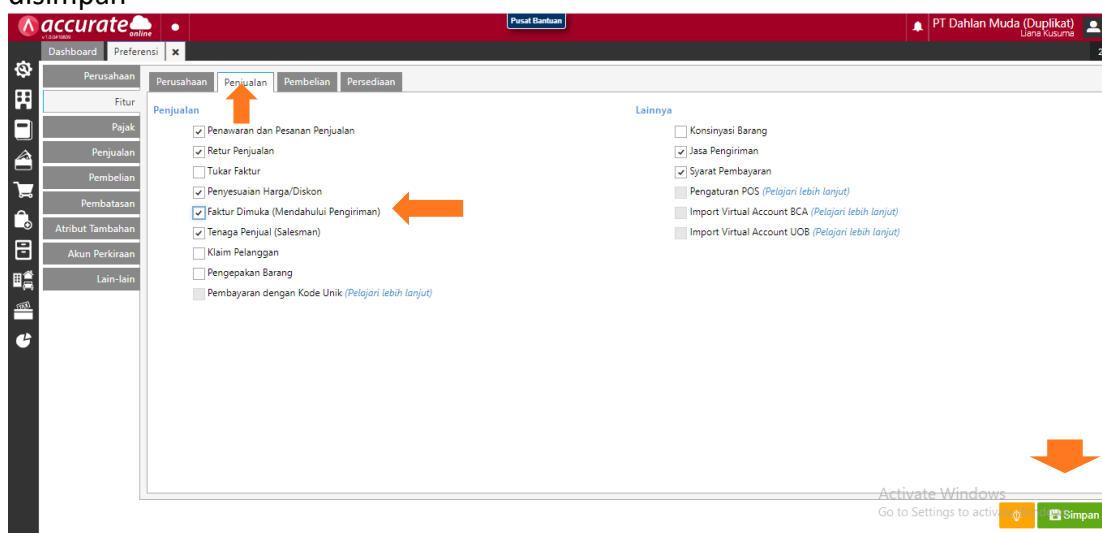 disimpan
accurate online
Pusat Bantuan
PT Dahlan Muda (Duplikat)
Liana Kusuma
Dashboard
Preferensi
2
Perusahaan
Fitur
Pajak
Penjualan
Pembelian
Pembatasan
Atribut Tambahan
Akun Perkiraan
Lain-lain
Perusahaan
Penjualan
Pembelian
Persediaan
Penjualan
Penawaran dan Pesanan Penjualan
Retur Penjualan
Tukar Faktur
Penyesuaian Harga/Diskon
Faktur Dimuka (Mendahului Pengiriman)
Tenaga Penjual (Salesman)
Klaim Pelanggan
Pengepakan Barang
Pembayaran dengan Kode Unik (Pelajari lebih lanjut)
Lainnya
Konsinyasi Barang
Jasa Pengiriman
Syarat Pembayaran
Pengaturan POS (Pelajari lebih lanjut)
Import Virtual Account BCA (Pelajari lebih lanjut)
Import Virtual Account UOB (Pelajari lebih lanjut)
Activate Windows
Go to Settings to
Simpan